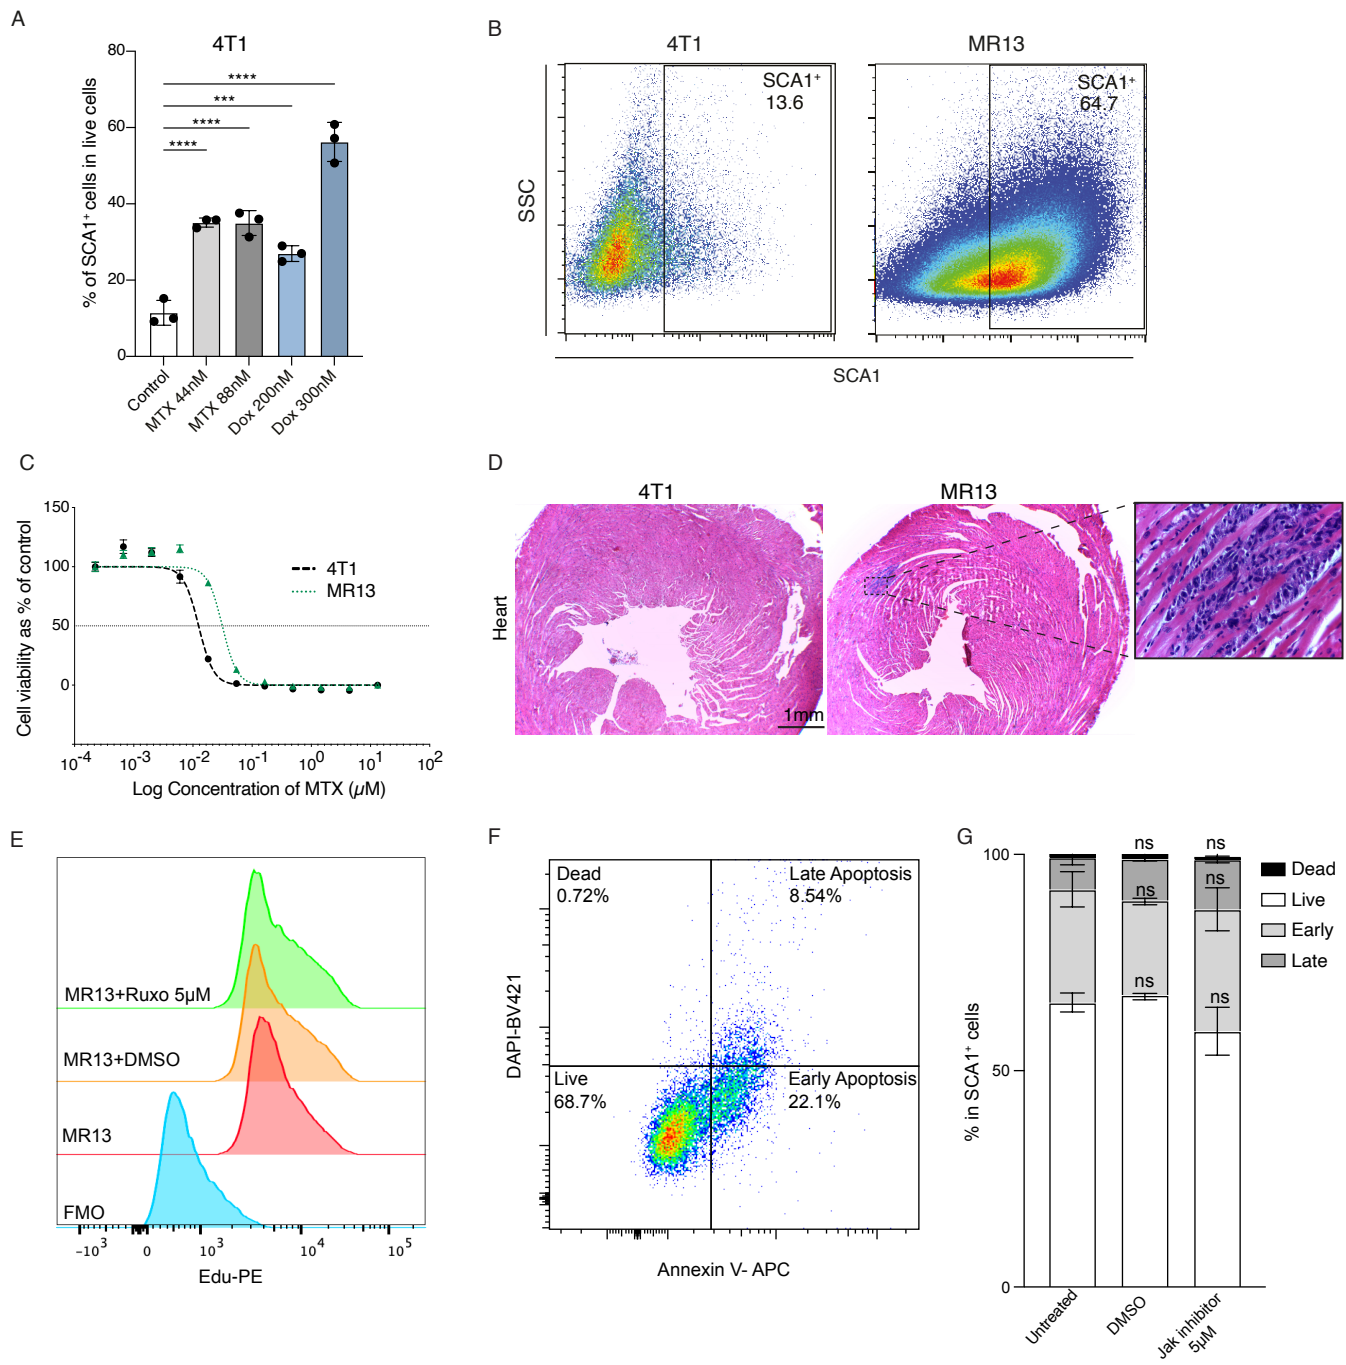 A
4T1
% of SCA1⁺ cells in live cells
80
60
40
20
0
****
***
****
****
Control
MTX 44nM
MTX 88nM
Dox 200nM
Dox 300nM
B
4T1
MR13
SCA1⁺
13.6
SCA1⁺
64.7
SSC
SCA1
C
150
100
50
0
Cell viability as % of control
4T1
MR13
10⁻⁴
10⁻³
10⁻²
10⁻¹
10⁰
10¹
10²
Log Concentration of MTX (µM)
D
4T1
MR13
Heart
1mm
E
MR13+Ruxo 5µM
MR13+DMSO
MR13
FMO
-10³
0
10³
10⁴
10⁵
Edu-PE
F
Dead
0.72%
Late Apoptosis
8.54%
Live
68.7%
Early Apoptosis
22.1%
DAPI-BV421
Annexin V- APC
G
100
50
0
% in SCA1⁺ cells
ns
ns
ns
ns
ns
ns
Dead
Live
Early
Late
Untreated
DMSO
Jak inhibitor
5µM